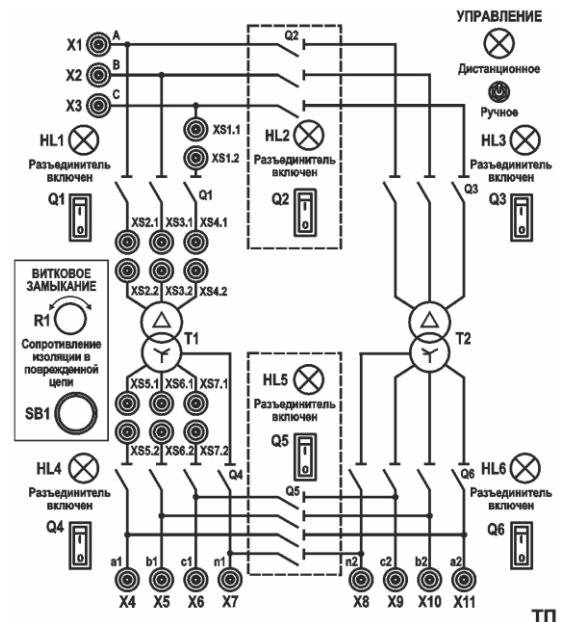 УПРАВЛЕНИЕ
Дистанционное
Ручное
X1 A
X2 B
X3 C
Q2
XS1.1
XS1.2
HL1
Разъединитель
включен
Q1
Q1
HL2
Разъединитель
включен
Q2
HL3
Разъединитель
включен
Q3
Q3
XS2.1 XS3.1 XS4.1
XS2.2 XS3.2 XS4.2
ВИТКОВОЕ
ЗАМЫКАНИЕ
R1
Сопротивление
изоляции в
поврежденной
цепи
SB1
T1
T2
XS5.1 XS6.1 XS7.1
XS5.2 XS6.2 XS7.2
HL5
Разъединитель
включен
Q5
Q5
HL4
Разъединитель
включен
Q4
Q4
HL6
Разъединитель
включен
Q6
Q6
a1 b1 c1 n1 n2 c2 b2 a2
X4 X5 X6 X7 X8 X9 X10 X11
ТП